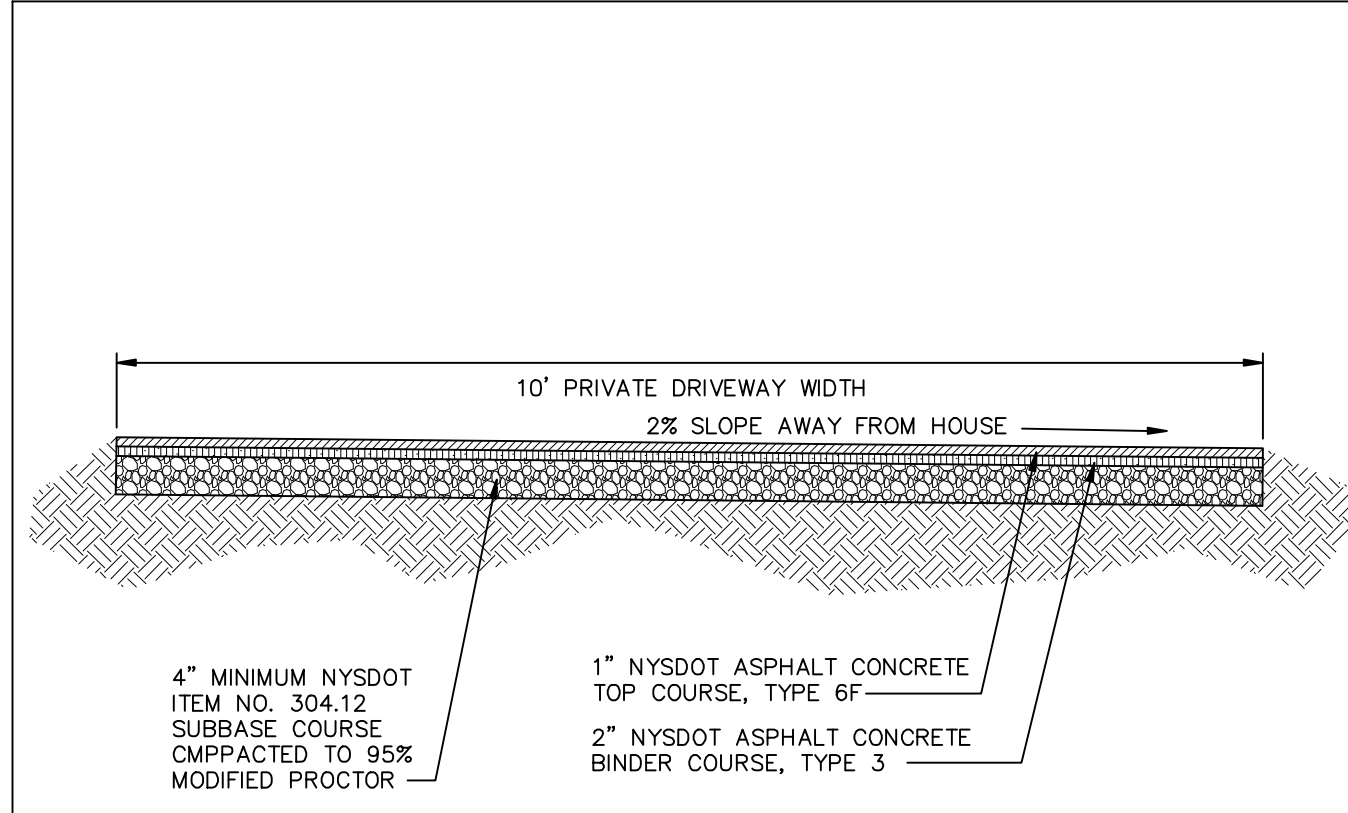 10' PRIVATE DRIVEWAY WIDTH
2% SLOPE AWAY FROM HOUSE
4" MINIMUM NYSDOT
ITEM NO. 304.12
SUBBASE COURSE
CMPPACTED TO 95%
MODIFIED PROCTOR
1" NYSDOT ASPHALT CONCRETE
TOP COURSE, TYPE 6F
2" NYSDOT ASPHALT CONCRETE
BINDER COURSE, TYPE 3